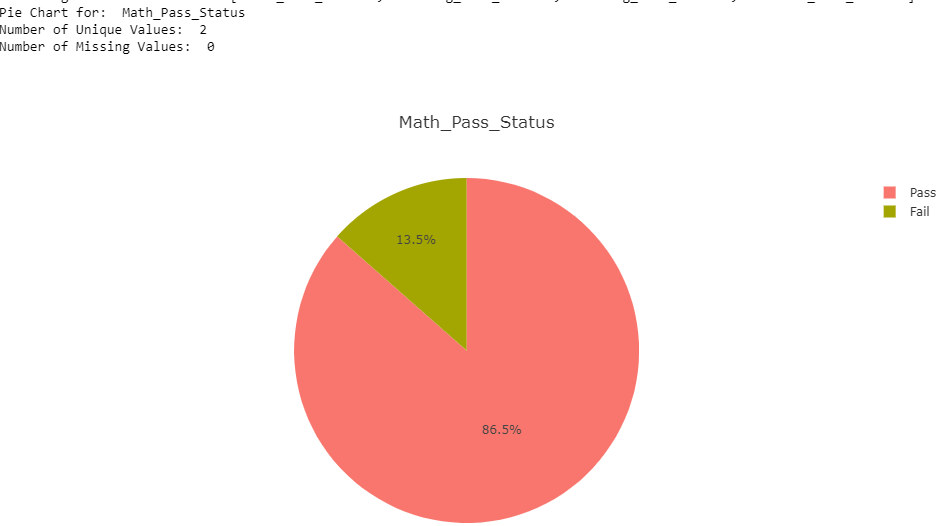 Pie Chart for:  Math_Pass_Status
Number of Unique Values:  2
Number of Missing Values:  0
Math_Pass_Status
Pass
Fail
13.5%
86.5%